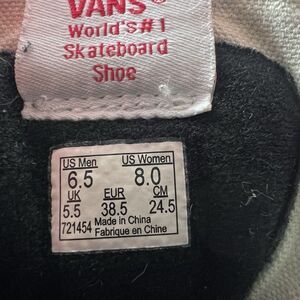 VANS®
World's#1
Skateboard
Shoe
US Men US Women
6.5 8.0
UK EUR CM
5.5 38.5 24.5
721454 Made in China
Fabrique en Chine